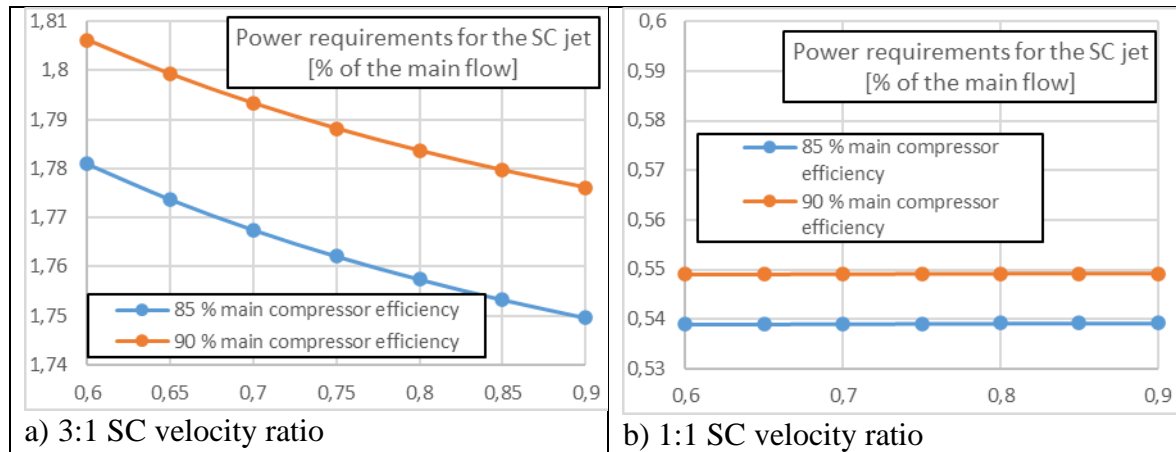 1,81
1,8
1,79
1,78
1,77
1,76
1,75
1,74
Power requirements for the SC jet
[% of the main flow]
85 % main compressor efficiency
90 % main compressor efficiency
0,6 0,65 0,7 0,75 0,8 0,85 0,9
a) 3:1 SC velocity ratio
0,6
0,59
0,58
0,57
0,56
0,55
0,54
0,53
Power requirements for the SC jet
[% of the main flow]
85 % main compressor
efficiency
90 % main compressor
efficiency
0,6 0,7 0,8 0,9
b) 1:1 SC velocity ratio